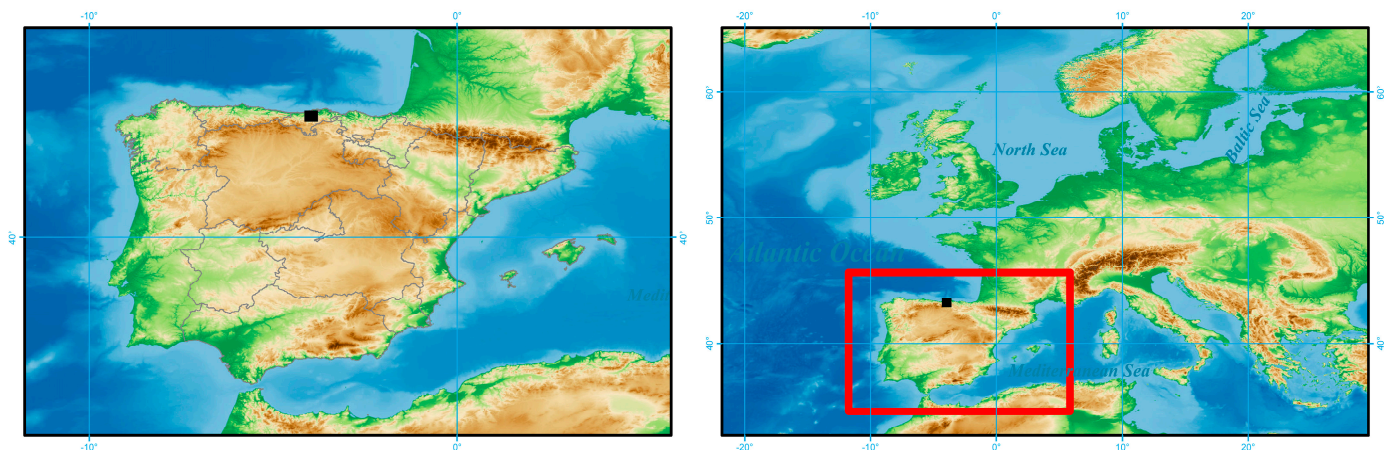 -10° 0°
40° 40°
Medit
-10° 0°
-20° -10° 0° 10° 20°
60° 60°
North Sea
Baltic Sea
50° 50°
Atlantic Ocean
40° 40°
Mediterranean Sea
-20° -10° 0° 10° 20°